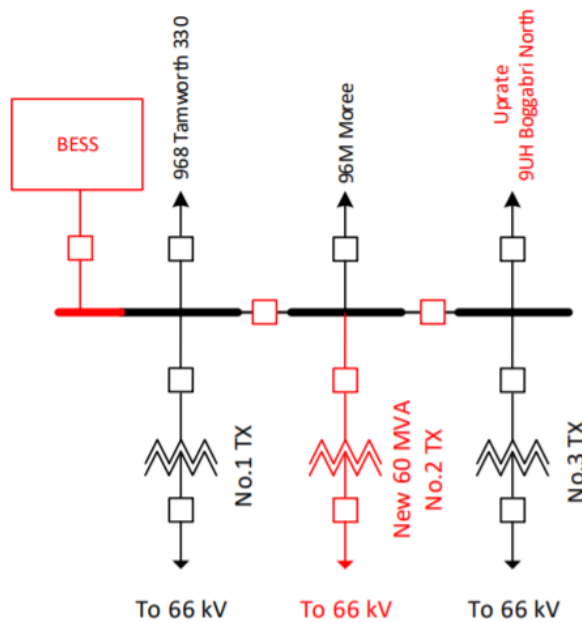 BESS
968 Tamworth 330
96M Moree
Uprate
9UH Boggabri North
No.1 TX
New 60 MVA
No.2 TX
No.3 TX
To 66 kV
To 66 kV
To 66 kV